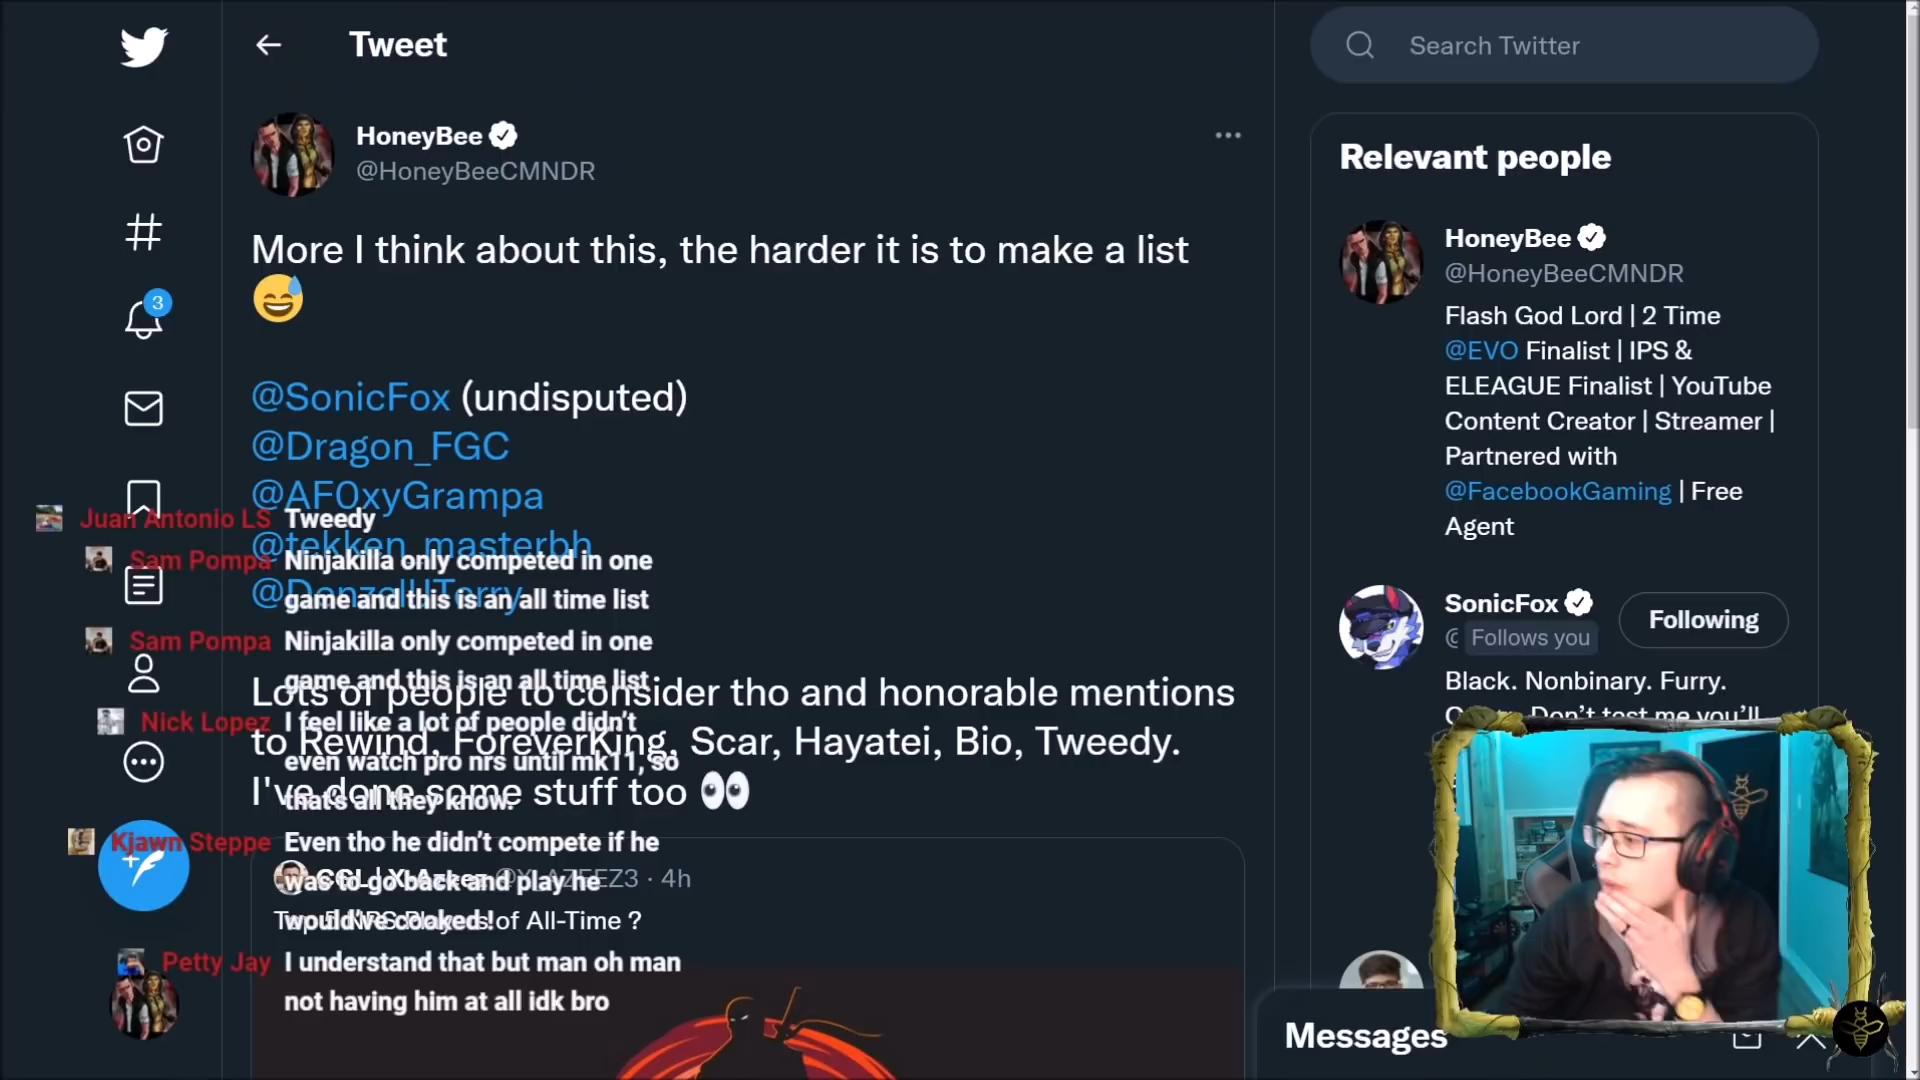 Tweet
Search Twitter
HoneyBee
@HoneyBeeCMNDR
More I think about this, the harder it is to make a list
@SonicFox (undisputed)
@Dragon_FGC
@AF0xyGrampa
@tekken_masterbh
Lots of people to consider tho and honorable mentions
to Rewind, ForeverKing, Scar, Hayatei, Bio, Tweedy.
I've done some stuff too
4h
of All-Time ?
3
Juan Antonio LS Tweedy
Sam Pompa Ninjakilla only competed in one
game and this is an all time list
Sam Pompa Ninjakilla only competed in one
game and this is an all time list
Nick Lopez I feel like a lot of people didn't
even watch pro nrs until mk11, so
that's all they know.
Kjawn Steppe Even tho he didn't compete if he
was to go back and play he
would've cooked!
Petty Jay I understand that but man oh man
not having him at all idk bro
Relevant people
HoneyBee
@HoneyBeeCMNDR
Flash God Lord | 2 Time
@EVO Finalist | IPS &
ELEAGUE Finalist | YouTube
Content Creator | Streamer |
Partnered with
@FacebookGaming | Free
Agent
SonicFox
Following
Follows you
Black. Nonbinary. Furry.
Don't test me you'll
Messages